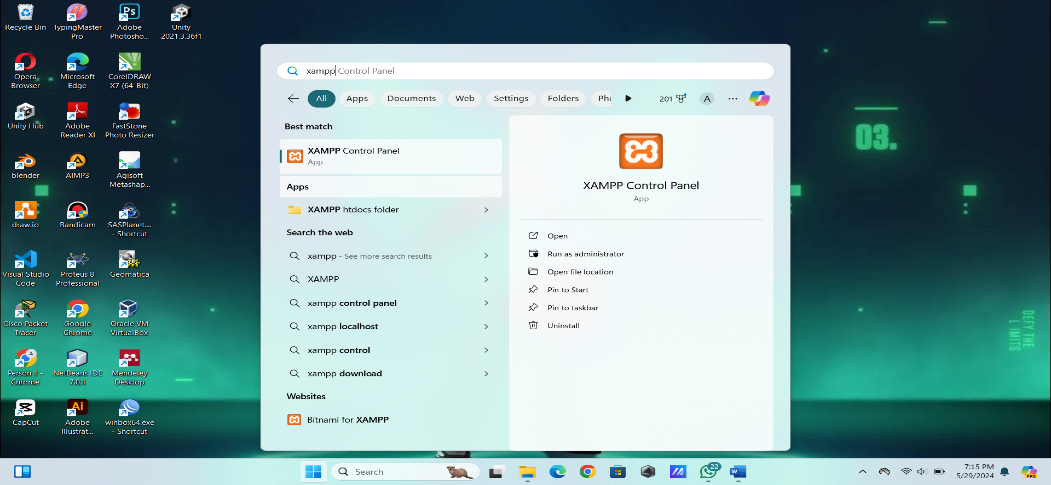 Recycle Bin
TypingMaster
Pro
Adobe
Photosho...
Unity
2021.3.36f1
Opera
Browser
Microsoft
Edge
CorelDRAW
X7 (64-Bit)
Unity Hub
Adobe
Reader XI
FastStone
Photo Resizer
blender
AIMP3
Agisoft
Metashap...
draw.io
Bandicam
SASPlanet....
- Shortcut
Visual Studio
Code
Proteus 8
Professional
Geomatica
Cisco Packet
Tracer
Google
Chrome
Oracle VM
VirtualBox
Person 1 -
Chrome
NetBeans IDE
7.0.1
Mendeley
Desktop
CapCut
Adobe
Illustrat...
winbox64.exe
- Shortcut
xampp Control Panel
All Apps Documents Web Settings Folders 201 A
Best match
XAMPP Control Panel
App
Apps
XAMPP htdocs folder
Search the web
xampp - See more search results
XAMPP
xampp control panel
xampp localhost
xampp control
xampp download
Websites
Bitnami for XAMPP
XAMPP Control Panel
App
Open
Run as administrator
Open file location
Pin to Start
Pin to taskbar
Uninstall
03.
DEFY THE
LIMITS
Search
22
7:15 PM
5/29/2024
PRE